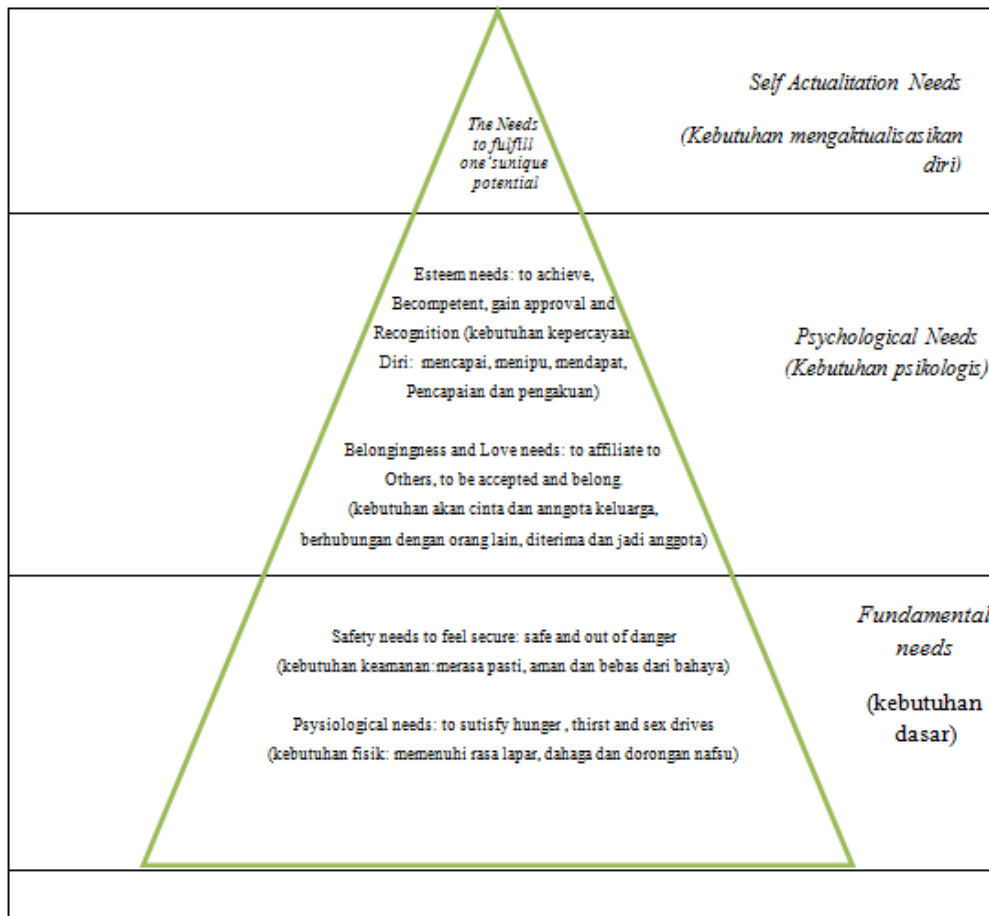 Self Actualitation Needs
(Kebutuhan mengaktualisasikan
diri)
The Needs
to fulfill
one'sunique
potential
Esteem needs: to achieve,
Becompetent, gain approval and
Recognition (kebutuhan kepercayaan
Diri: mencapai, menipu, mendapat,
Pencapaian dan pengakuan)
Psychological Needs
(Kebutuhan psikologis)
Belongingness and Love needs: to affiliate to
Others, to be accepted and belong.
(kebutuhan akan cinta dan anngota keluarga,
berhubungan dengan orang lain, diterima dan jadi anggota)
Safety needs to feel secure: safe and out of danger
(kebutuhan keamanan:merasa pasti, aman dan bebas dari bahaya)
Psysiological needs: to sutisfy hunger , thirst and sex drives
(kebutuhan fisik: memenuhi rasa lapar, dahaga dan dorongan nafsu)
Fundamental
needs
(kebutuhan
dasar)